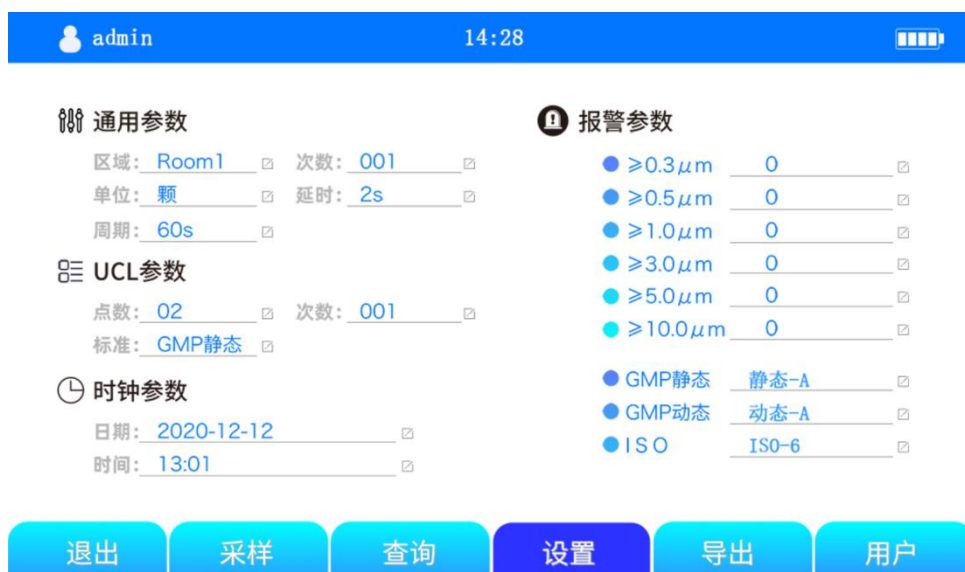 admin 14:28
通用参数
区域: Room1 次数: 001
单位: 颗 延时: 2s
周期: 60s
UCL参数
点数: 02 次数: 001
标准: GMP静态
时钟参数
日期: 2020-12-12
时间: 13:01
报警参数
≥0.3μm 0
≥0.5μm 0
≥1.0μm 0
≥3.0μm 0
≥5.0μm 0
≥10.0μm 0
GMP静态 静态-A
GMP动态 动态-A
ISO ISO-6
退出 采样 查询 设置 导出 用户